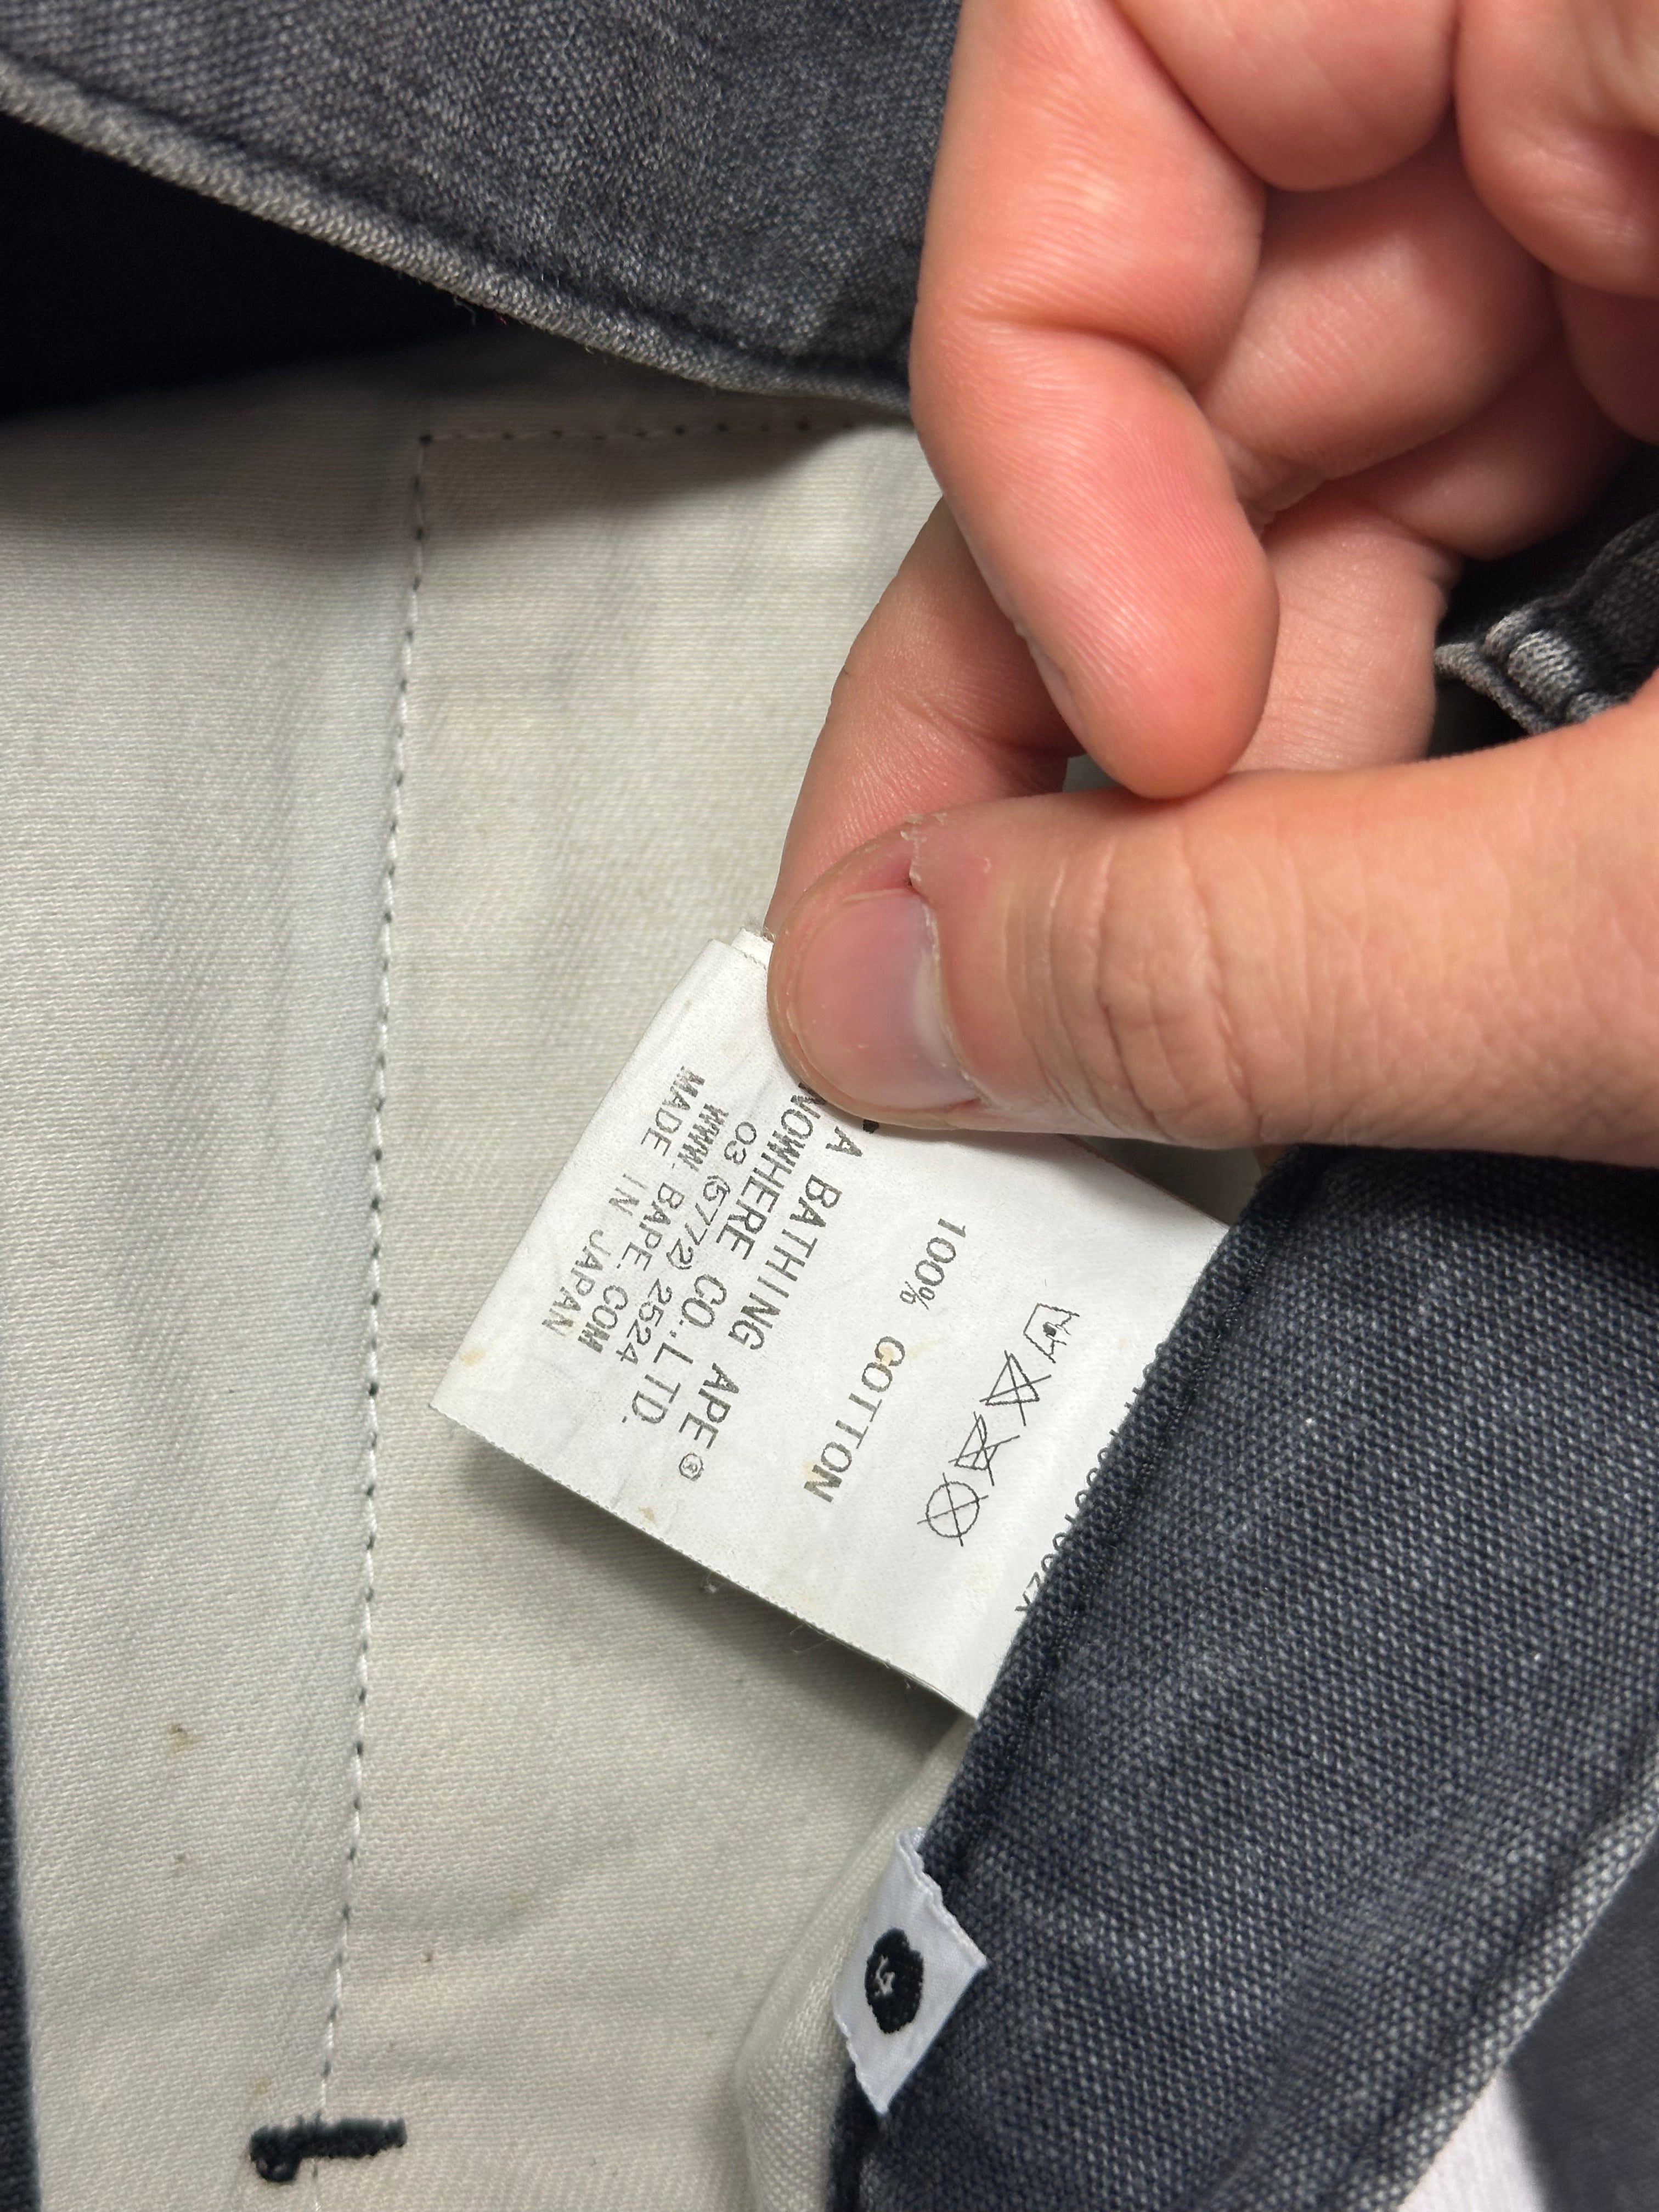 100% COTTON
A BATHING APE®
NOWHERE CO.,LTD.
03 (5772) 2524
WWW.BAPE.COM
MADE IN JAPAN
S